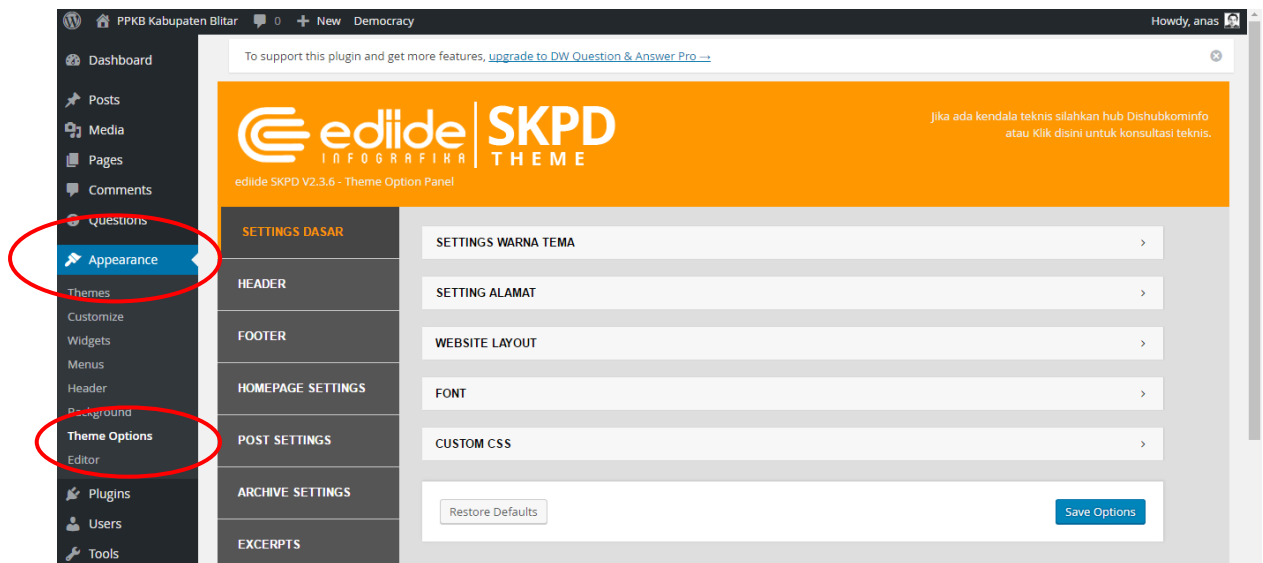 PPKB Kabupaten Blitar 0 New Democracy Howdy, anas
Dashboard
Posts
Media
Pages
Comments
Questions
Appearance
Themes
Customize
Widgets
Menus
Header
Background
Theme Options
Editor
Plugins
Users
Tools
To support this plugin and get more features, upgrade to DW Question & Answer Pro →
ediide SKPD
INFOGRAFIKA THEME
ediide SKPD V2.3.6 - Theme Option Panel
Jika ada kendala teknis silahkan hub Dishubkominfo
atau Klik disini untuk konsultasi teknis.
SETTINGS DASAR
HEADER
FOOTER
HOMEPAGE SETTINGS
POST SETTINGS
ARCHIVE SETTINGS
EXCERPTS
SETTINGS WARNA TEMA
SETTING ALAMAT
WEBSITE LAYOUT
FONT
CUSTOM CSS
Restore Defaults Save Options